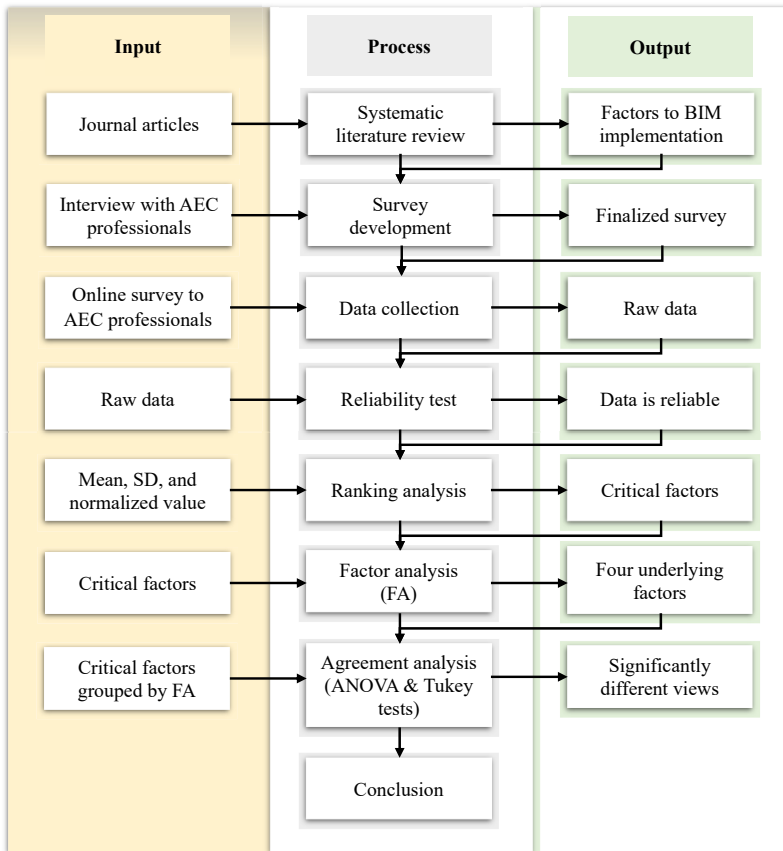 Input
Process
Output
Journal articles
Systematic
literature review
Factors to BIM
implementation
Interview with AEC
professionals
Survey
development
Finalized survey
Online survey to
AEC professionals
Data collection
Raw data
Raw data
Reliability test
Data is reliable
Mean, SD, and
normalized value
Ranking analysis
Critical factors
Critical factors
Factor analysis
(FA)
Four underlying
factors
Critical factors
grouped by FA
Agreement analysis
(ANOVA & Tukey
tests)
Significantly
different views
Conclusion